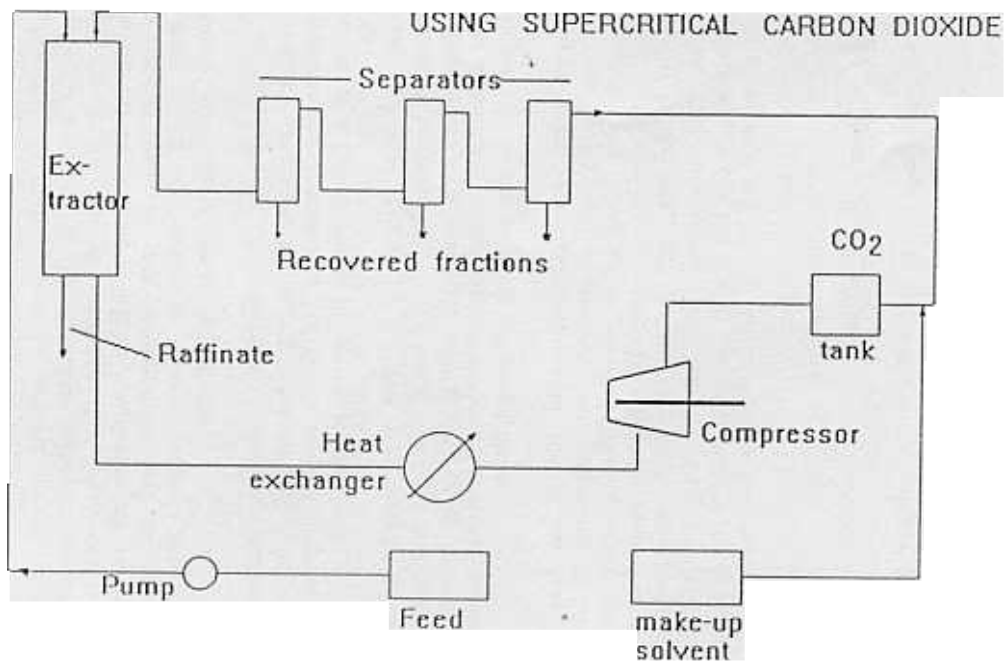 USING SUPERCRITICAL CARBON DIOXIDE
Separators
Ex-
tractor
Recovered fractions
CO2
tank
Raffinate
Compressor
Heat
exchanger
Pump
Feed
make-up
solvent